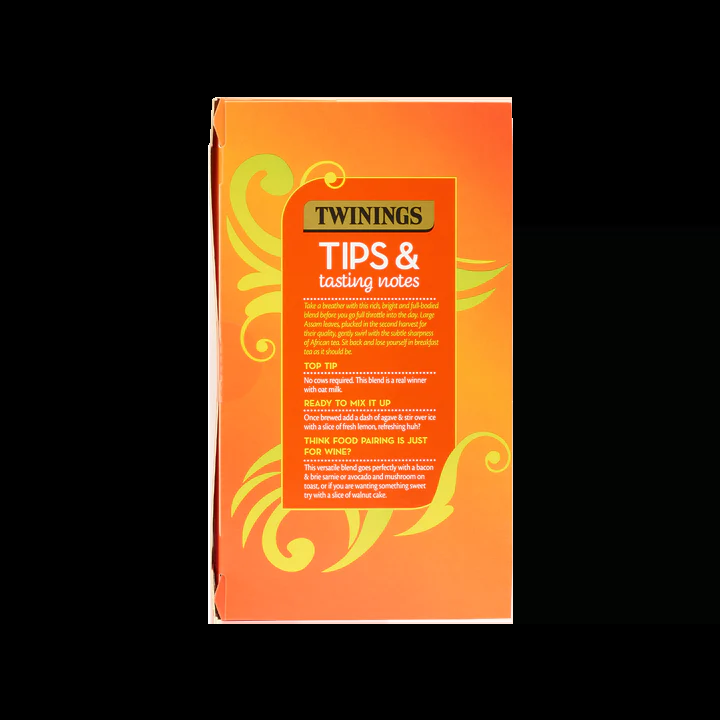 TWININGS
TIPS &
tasting notes
Take a breather with this rich, bright and full-bodied
blend before you go full throttle into the day. Large
Assam leaves, plucked in the second harvest for
their quality, gently swirl with the subtle sharpness
of African tea. Sit back and lose yourself in breakfast
tea as it should be.
TOP TIP
No cows required. This blend is a real winner
with oat milk.
READY TO MIX IT UP
Once brewed add a dash of agave & stir over ice
with a slice of fresh lemon, refreshing huh?
THINK FOOD PAIRING IS JUST
FOR WINE?
This versatile blend goes perfectly with a bacon
& brie sarnie or avocado and mushroom on
toast, or if you are wanting something sweet
try with a slice of walnut cake.